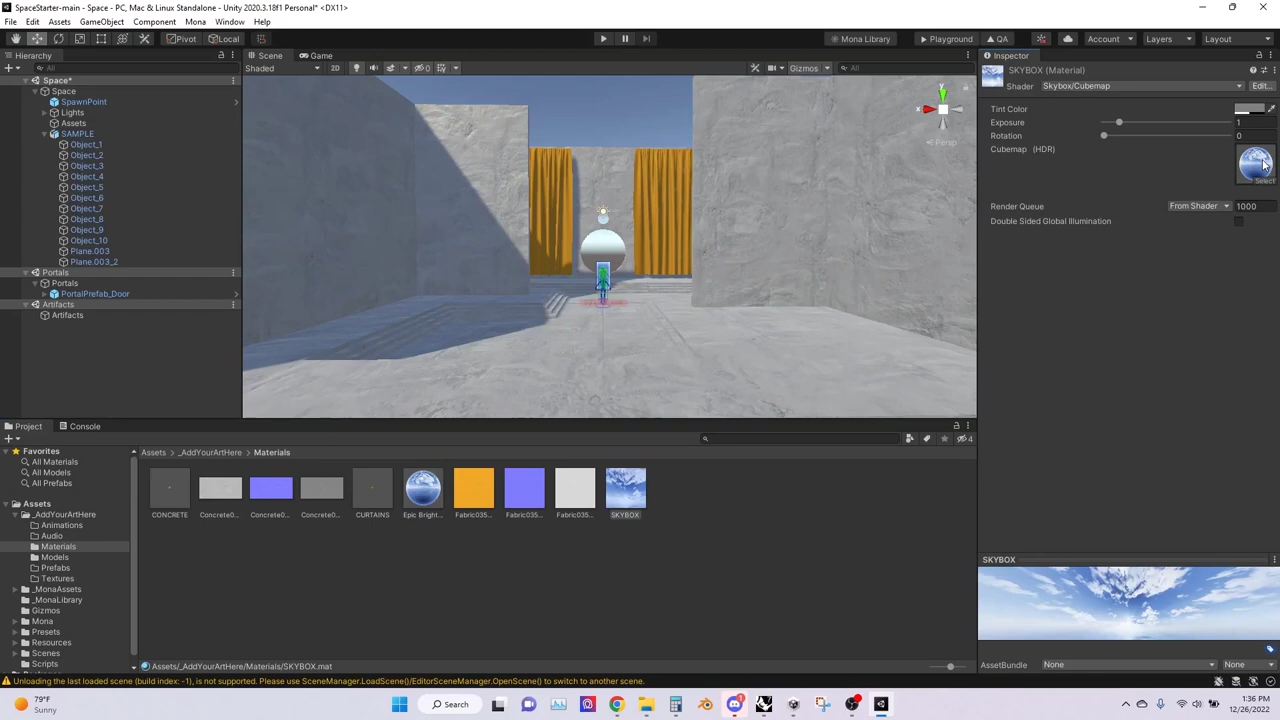 SpaceStarter-main - Space - PC, Mac & Linux Standalone - Unity 2020.3.18f1 Personal* <DX11>
File Edit Assets GameObject Component Mona Window Help
Pivot Local Mona Library Playground QA Account Layers Layout
Hierarchy
All
Space*
Space
SpawnPoint
Lights
Assets
SAMPLE
Object_1
Object_2
Object_3
Object_4
Object_5
Object_6
Object_7
Object_8
Object_9
Object_10
Plane.003
Plane.003_2
Portals
Portals
PortalPrefab_Door
Artifacts
Artifacts
Scene Game
Shaded 2D 0 Gizmos All
y
x
Persp
Inspector
SKYBOX (Material)
Shader Skybox/Cubemap Edit...
Tint Color
Exposure 1
Rotation 0
Cubemap (HDR)
Select
Render Queue From Shader 1000
Double Sided Global Illumination
Project Console
4
Favorites
All Materials
All Models
All Prefabs
Assets
_AddYourArtHere
Animations
Audio
Materials
Models
Prefabs
Textures
_MonaAssets
_MonaLibrary
Gizmos
Mona
Presets
Resources
Scenes
Scripts
Assets _AddYourArtHere Materials
CONCRETE Concrete0... Concrete0... Concrete0... CURTAINS Epic Bright... Fabric035... Fabric035... Fabric035... SKYBOX
Assets/_AddYourArtHere/Materials/SKYBOX.mat
SKYBOX
AssetBundle None None
Unloading the last loaded scene (build index: -1), is not supported. Please use SceneManager.LoadScene()/EditorSceneManager.OpenScene() to switch to another scene.
79°F
Sunny
Search
1:36 PM
12/26/2022